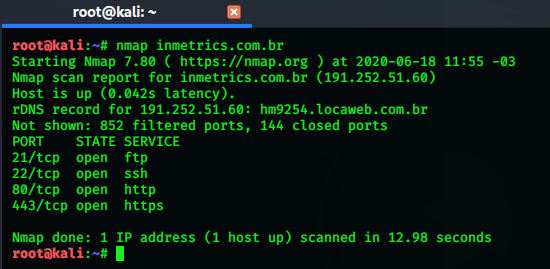 root@kali: ~
root@kali:~# nmap inmetrics.com.br
Starting Nmap 7.80 ( https://nmap.org ) at 2020-06-18 11:55 -03
Nmap scan report for inmetrics.com.br (191.252.51.60)
Host is up (0.042s latency).
rDNS record for 191.252.51.60: hm9254.locaweb.com.br
Not shown: 852 filtered ports, 144 closed ports
PORT    STATE SERVICE
21/tcp  open  ftp
22/tcp  open  ssh
80/tcp  open  http
443/tcp open  https
Nmap done: 1 IP address (1 host up) scanned in 12.98 seconds
root@kali:~#